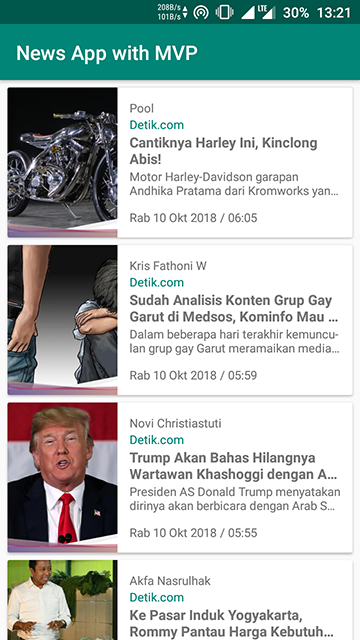 208B/s
101B/s
LTE
30%
13:21
News App with MVP
Pool
Detik.com
Cantiknya Harley Ini, Kinclong
Abis!
Motor Harley-Davidson garapan
Andhika Pratama dari Kromworks yan…
Rab 10 Okt 2018 / 06:05
Kris Fathoni W
Detik.com
Sudah Analisis Konten Grup Gay
Garut di Medsos, Kominfo Mau …
Dalam beberapa hari terakhir kemuncu-
lan grup gay Garut meramaikan media…
Rab 10 Okt 2018 / 05:59
Novi Christiastuti
Detik.com
Trump Akan Bahas Hilangnya
Wartawan Khashoggi dengan A…
Presiden AS Donald Trump menyatakan
dirinya akan berbicara dengan Arab S…
Rab 10 Okt 2018 / 05:55
Akfa Nasrulhak
Detik.com
Ke Pasar Induk Yogyakarta,
Rommy Pantau Harga Kebutuh…